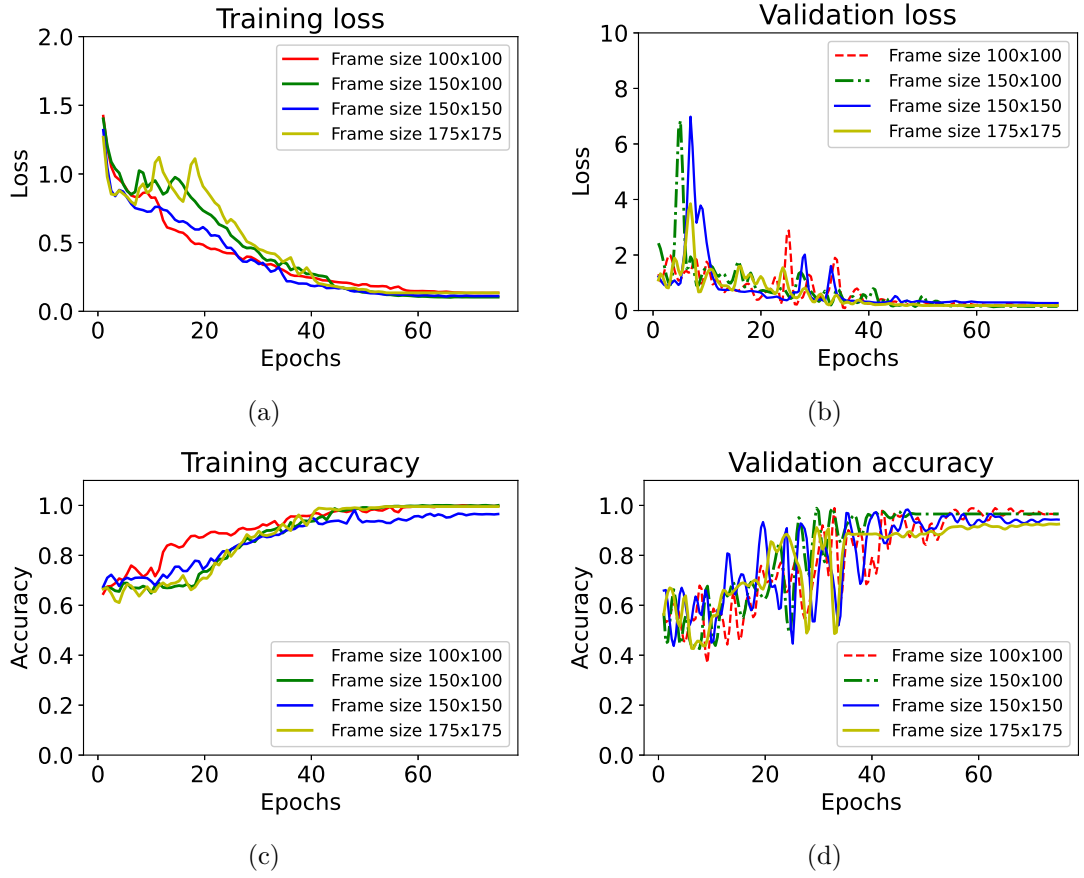 Training loss
2.0
1.5
1.0
0.5
0.0
Loss
Frame size 100x100
Frame size 150x100
Frame size 150x150
Frame size 175x175
0 20 40 60
Epochs
(a)
Validation loss
10
8
6
4
2
0
Loss
Frame size 100x100
Frame size 150x100
Frame size 150x150
Frame size 175x175
0 20 40 60
Epochs
(b)
Training accuracy
1.0
0.8
0.6
0.4
0.2
0.0
Accuracy
Frame size 100x100
Frame size 150x100
Frame size 150x150
Frame size 175x175
0 20 40 60
Epochs
(c)
Validation accuracy
1.0
0.8
0.6
0.4
0.2
0.0
Accuracy
Frame size 100x100
Frame size 150x100
Frame size 150x150
Frame size 175x175
0 20 40 60
Epochs
(d)